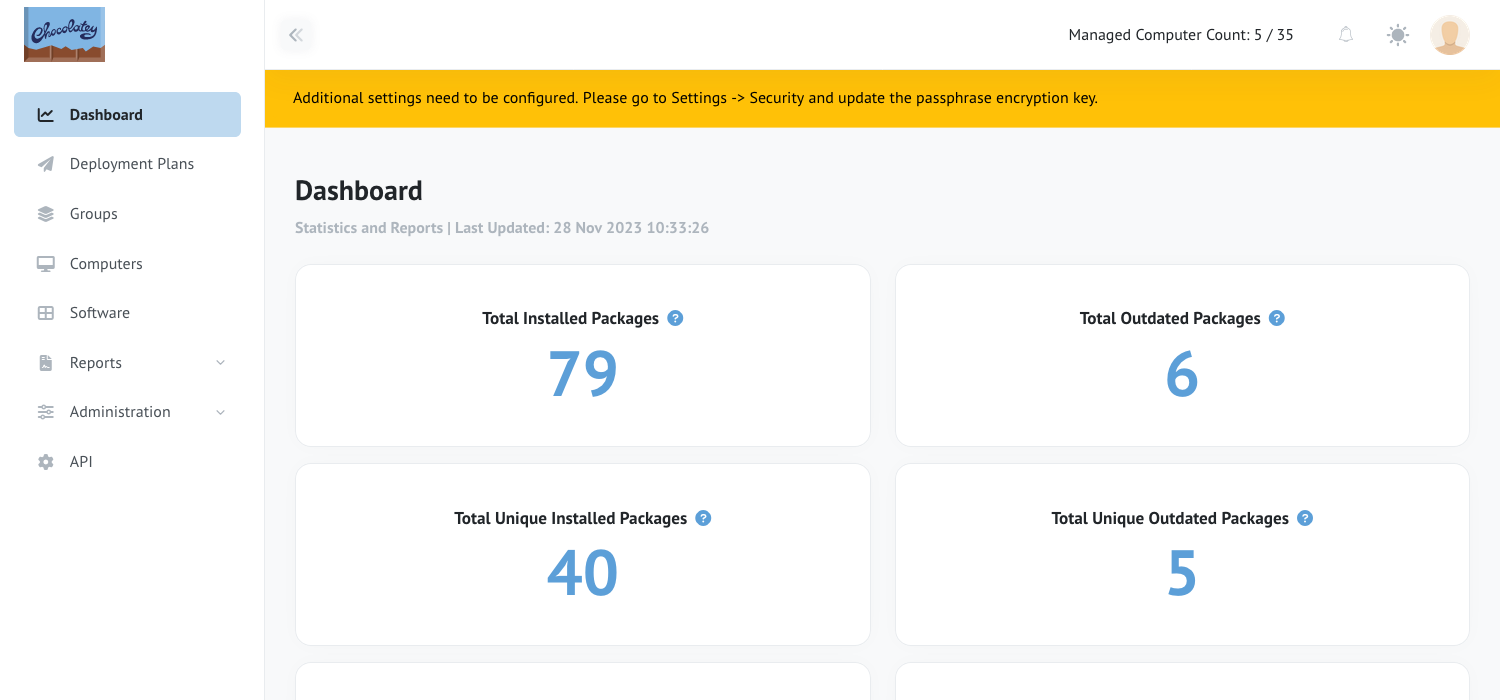 Chocolatey
Managed Computer Count: 5 / 35
Additional settings need to be configured. Please go to Settings -> Security and update the passphrase encryption key.
Dashboard
Deployment Plans
Groups
Computers
Software
Reports
Administration
API
Dashboard
Statistics and Reports | Last Updated: 28 Nov 2023 10:33:26
Total Installed Packages ?
79
Total Outdated Packages ?
6
Total Unique Installed Packages ?
40
Total Unique Outdated Packages ?
5